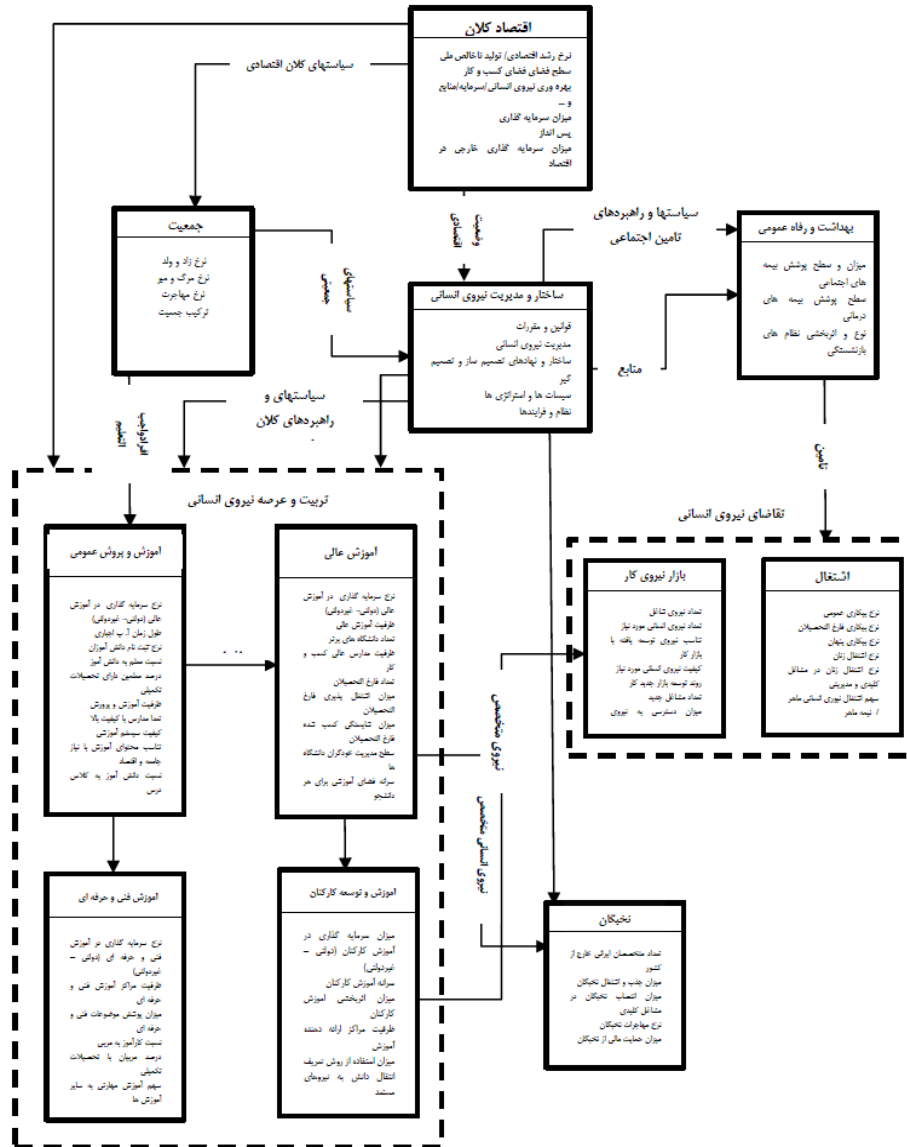 اقتصاد کلان
نرخ رشد اقتصادی/ تولید ناخالص ملی
سطح فضای فضای کسب و کار
بهره وری نیروی انسانی/سرمایه/منابع
و ...
میزان سرمایه گذاری
پس انداز
میزان سرمایه گذاری خارجی در
اقتصاد
سیاستهای کلان اقتصادی
وضعیت
اقتصادی
جمعیت
نرخ زاد و ولد
نرخ مرگ و میر
نرخ مهاجرت
ترکیب جمعیت
سیاستهای
جمعیتی
سیاستها و راهبردهای
تامین اجتماعی
بهداشت و رفاه عمومی
میزان و سطح پوشش بیمه
های اجتماعی
سطح پوشش بیمه های
درمانی
نوع و اثربخشی نظام های
بازنشستگی
ساختار و مدیریت نیروی انسانی
قوانین و مقررات
مدیریت نیروی انسانی
ساختار و نهادهای تصمیم ساز و تصمیم
گیر
سیسات ها و استراتژی ها
نظام و فرایندها
منابع
سیاستهای و
راهبردهای کلان
افرادواجب
التعلیم
تامین
تربیت و عرصه نیروی انسانی
آموزش و پروش عمومی
نرخ سرمایه گذاری در آموزش
عالی (دولتی- غیردولتی)
طول زمان آ. پ اجباری
نرخ ثبت نام دانش آموزان
نسبت معلم به دانش آموز
درصد معلمین دارای تحصیلات
تکمیلی
ظرفیت آموزش و پرورش
تعدا مدارس با کیفیت بالا
کیفیت سیستم آموزشی
تناسب محتوای آموزش با نیاز
جامعه و اقتصاد
نسبت دانش آموز به کلاس
درس
آموزش عالی
نرخ سرمایه گذاری در آموزش
عالی (دولتی- غیردولتی)
ظرفیت آموزش عالی
تعداد دانشگاه های برتر
ظرفیت مدارس عالی کسب و
کار
تعداد فارغ التحصیلان
میزان اشتغال پذیری فارغ
التحصیلان
میزان شایستگی کسب شده
فارغ التحصیلان
سطح مدیریت خودگران دانشگاه
ها
سرانه فضای آموزشی برای هر
دانشجو
آموزش فنی و حرفه ای
نرخ سرمایه گذاری در آموزش
فنی و حرفه ای (دولتی –
غیردولتی)
ظرفیت مراکز آموزش فنی و
حرفه ای
میزان پوشش موضوعات فنی و
حرفه ای
نسبت کارآموز به مربی
درصد مربیان با تحصیلات
تکمیلی
سهم آموزش مهارتی به سایر
آموزش ها
آموزش و توسعه کارکنان
میزان سرمایه گذاری در
آموزش کارکنان (دولتی –
غیردولتی)
سرانه آموزش کارکنان
میزان اثربخشی اموزش
کارکنان
ظرفیت مراکز ارائه دهنده
آموزش
میزان استفاده از روش تعریف
انتقال دانش به نیروهای
مستعد
نیروی متخصص
نیروی انسانی متخصص
تقاضای نیروی انسانی
بازار نیروی کار
تعداد نیروی شاغل
تعداد نیروی انسانی مورد نیاز
تناسب نیروی توسعه یافته با
بازار کار
کیفیت نیروی انسانی مورد نیاز
روند توسعه بازار جدید کار
تعداد مشاغل جدید
میزان دسترسی به نیروی
اشتغال
نرخ بیکاری عمومی
نرخ بیکاری فارغ التحصیلان
نرخ بیکاری پنهان
نرخ اشتغال زنان
نرخ اشتغال زنان در مشاغل
کلیدی و مدیریتی
سهم اشتغال نیوری انسانی ماهر
/ نیمه ماهر
نخبگان
تعداد متخصصان ایرانی خارج از
کشور
میزان جذب و اشتغال نخبگان
میزان انتصاب نخبگان در
مشاغل کلیدی
نرخ مهاجرات نخبگان
میزان حمایت مالی از نخبگان